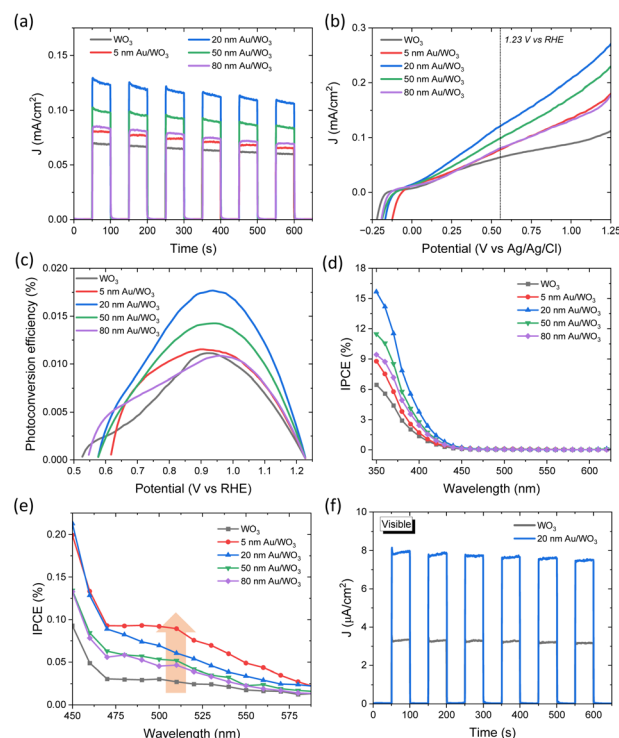 (a)
WO₃
5 nm Au/WO₃
20 nm Au/WO₃
50 nm Au/WO₃
80 nm Au/WO₃
J (mA/cm²)
0.15
0.10
0.05
0.00
0 100 200 300 400 500 600
Time (s)
(b)
WO₃
5 nm Au/WO₃
20 nm Au/WO₃
50 nm Au/WO₃
80 nm Au/WO₃
1.23 V vs RHE
J (mA/cm²)
0.3
0.2
0.1
0.0
−0.25 0.00 0.25 0.50 0.75 1.00 1.25
Potential (V vs Ag/Ag/Cl)
(c)
WO₃
5 nm Au/WO₃
20 nm Au/WO₃
50 nm Au/WO₃
80 nm Au/WO₃
Photoconversion efficiency (%)
0.020
0.015
0.010
0.005
0.000
0.5 0.6 0.7 0.8 0.9 1.0 1.1 1.2
Potential (V vs RHE)
(d)
WO₃
5 nm Au/WO₃
20 nm Au/WO₃
50 nm Au/WO₃
80 nm Au/WO₃
IPCE (%)
18
15
12
9
6
3
0
350 400 450 500 550 600
Wavelength (nm)
(e)
WO₃
5 nm Au/WO₃
20 nm Au/WO₃
50 nm Au/WO₃
80 nm Au/WO₃
IPCE (%)
0.20
0.15
0.10
0.05
0.00
450 475 500 525 550 575
Wavelength (nm)
(f)
Visible
WO₃
20 nm Au/WO₃
J (µA/cm²)
12
10
8
6
4
2
0
0 100 200 300 400 500 600
Time (s)